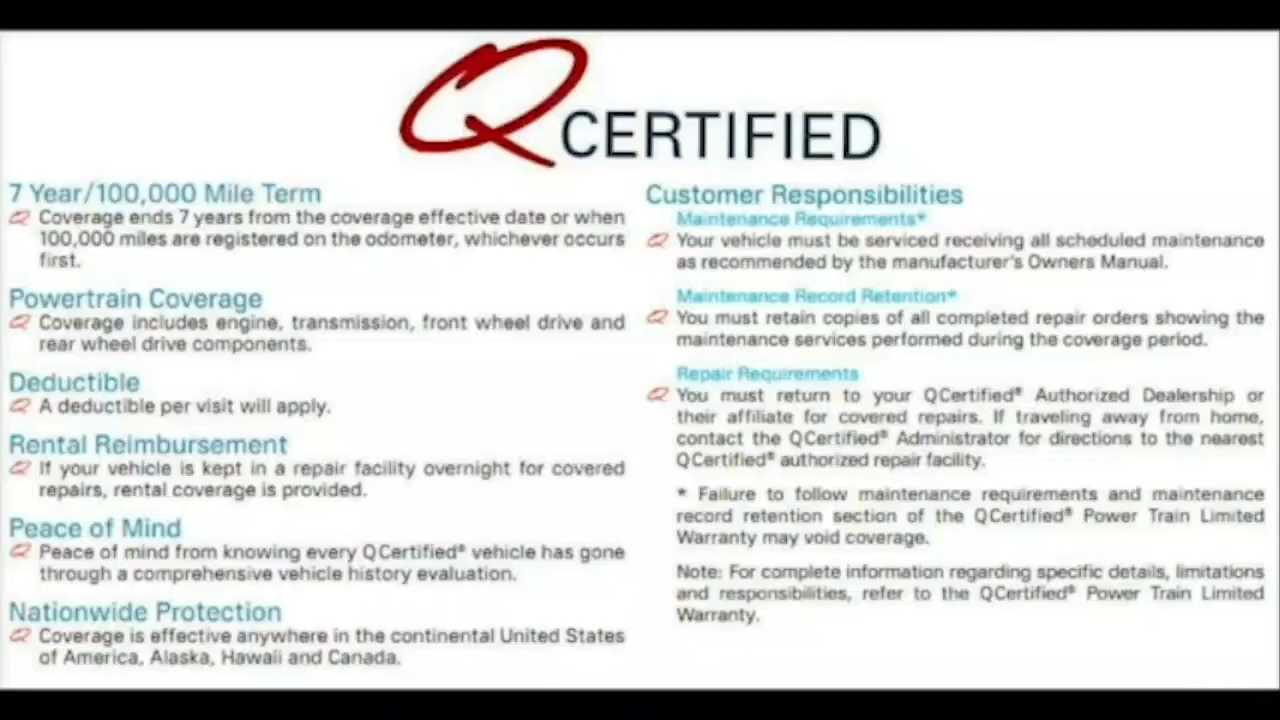 QCERTIFIED
7 Year/100,000 Mile Term
Coverage ends 7 years from the coverage effective date or when
100,000 miles are registered on the odometer, whichever occurs
first.
Powertrain Coverage
Coverage includes engine, transmission, front wheel drive and
rear wheel drive components.
Deductible
A deductible per visit will apply.
Rental Reimbursement
If your vehicle is kept in a repair facility overnight for covered
repairs, rental coverage is provided.
Peace of Mind
Peace of mind from knowing every QCertified® vehicle has gone
through a comprehensive vehicle history evaluation.
Nationwide Protection
Coverage is effective anywhere in the continental United States
of America, Alaska, Hawaii and Canada.
Customer Responsibilities
Maintenance Requirements*
Your vehicle must be serviced receiving all scheduled maintenance
as recommended by the manufacturer's Owners Manual.
Maintenance Record Retention*
You must retain copies of all completed repair orders showing the
maintenance services performed during the coverage period.
Repair Requirements
You must return to your QCertified® Authorized Dealership or
their affiliate for covered repairs. If traveling away from home,
contact the QCertified® Administrator for directions to the nearest
QCertified® authorized repair facility.
* Failure to follow maintenance requirements and maintenance
record retention section of the QCertified® Power Train Limited
Warranty may void coverage.
Note: For complete information regarding specific details, limitations
and responsibilities, refer to the QCertified® Power Train Limited
Warranty.